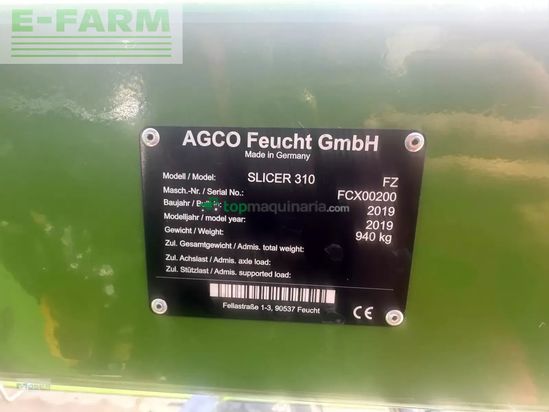 E-FARM
AGCO Feucht GmbH
Made in Germany
Modell / Model: SLICER 310 FZ
Masch.-Nr. / Serial No.: FCX00200
Baujahr / 2019
Modelljahr / model year: 2019
Gewicht / Weight: 940 kg
Zul. Gesamtgewicht / Admis. total weight:
Zul. Achslast / Admis. axle load:
Zul. Stützlast / Admis. supported load:
Fellastraße 1-3, 90537 Feucht
CE
topmaquinaria.com